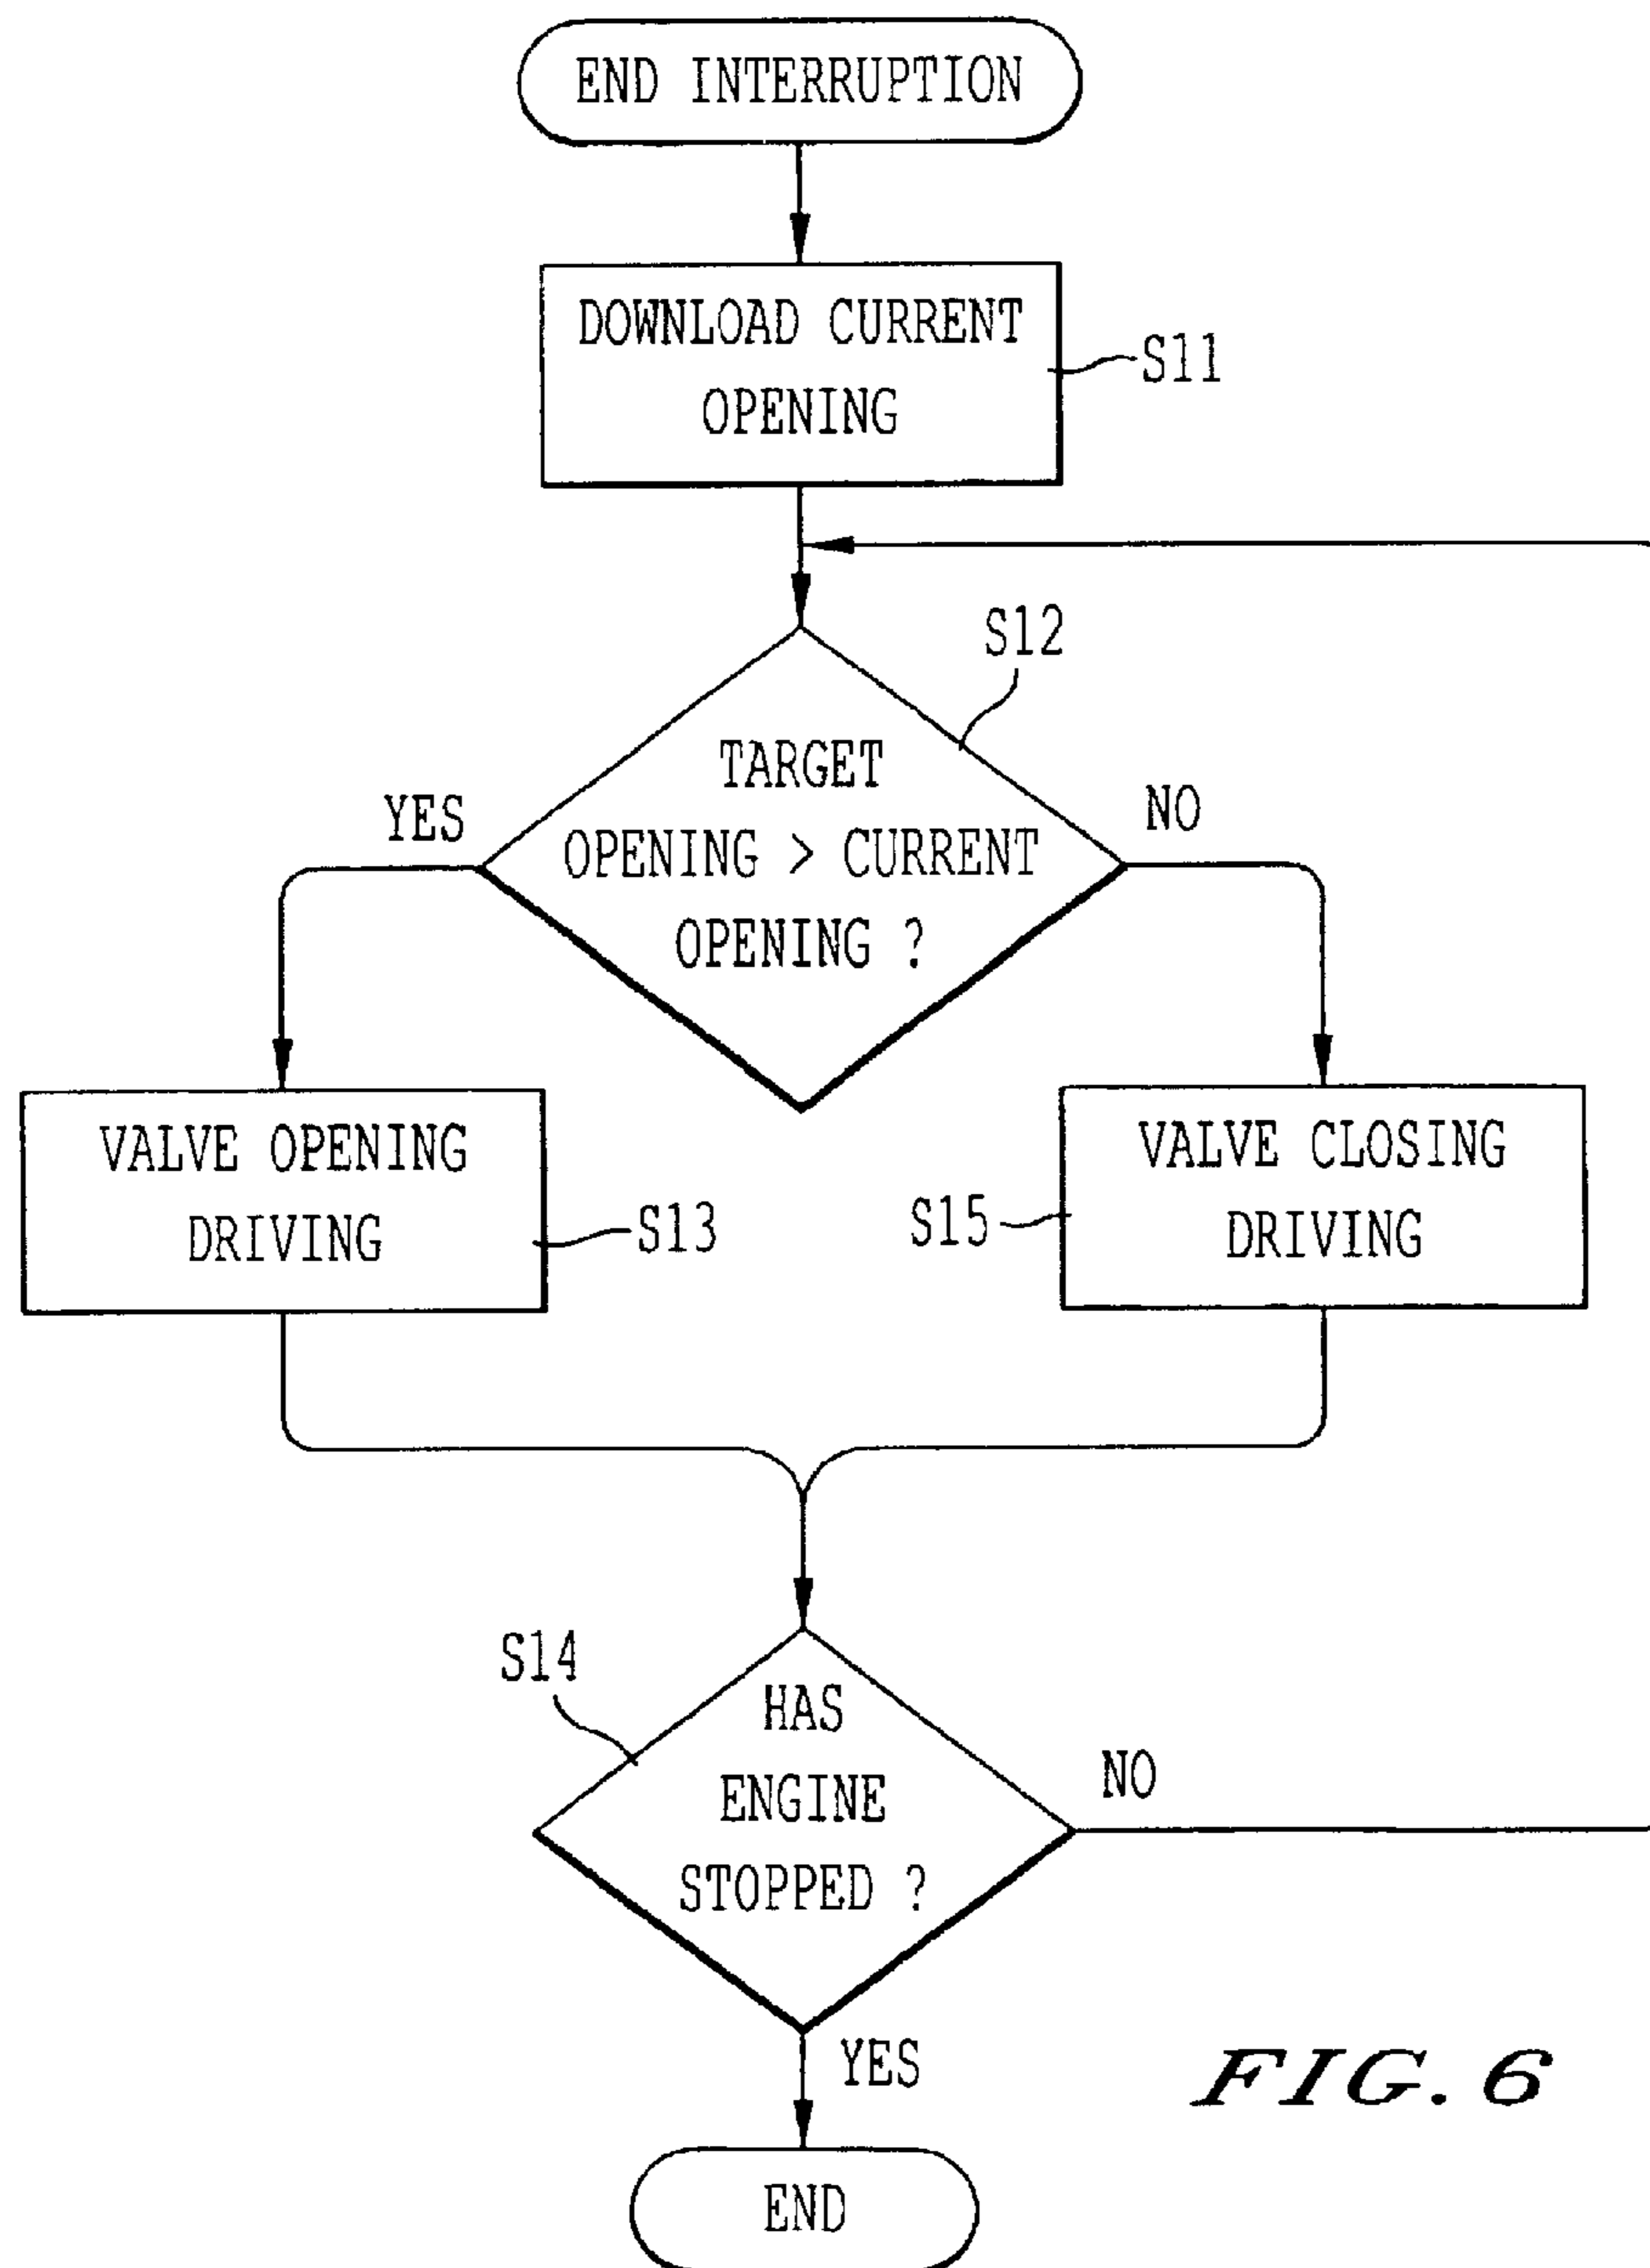 END INTERRUPTION
DOWNLOAD CURRENT
OPENING
S11
S12
TARGET
OPENING > CURRENT
OPENING ?
YES
NO
VALVE OPENING
DRIVING
S13
VALVE CLOSING
DRIVING
S15
S14
HAS
ENGINE
STOPPED ?
NO
YES
END
FIG. 6